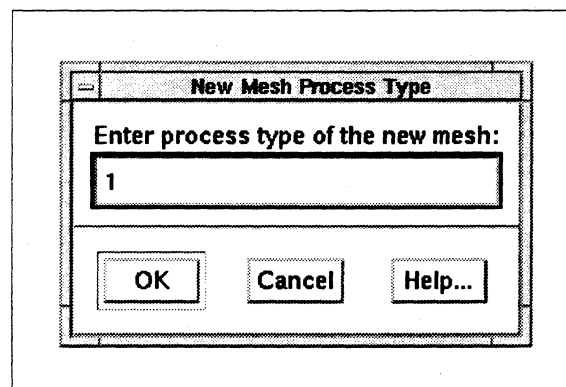 New Mesh Process Type
Enter process type of the new mesh:
1
OK Cancel Help...